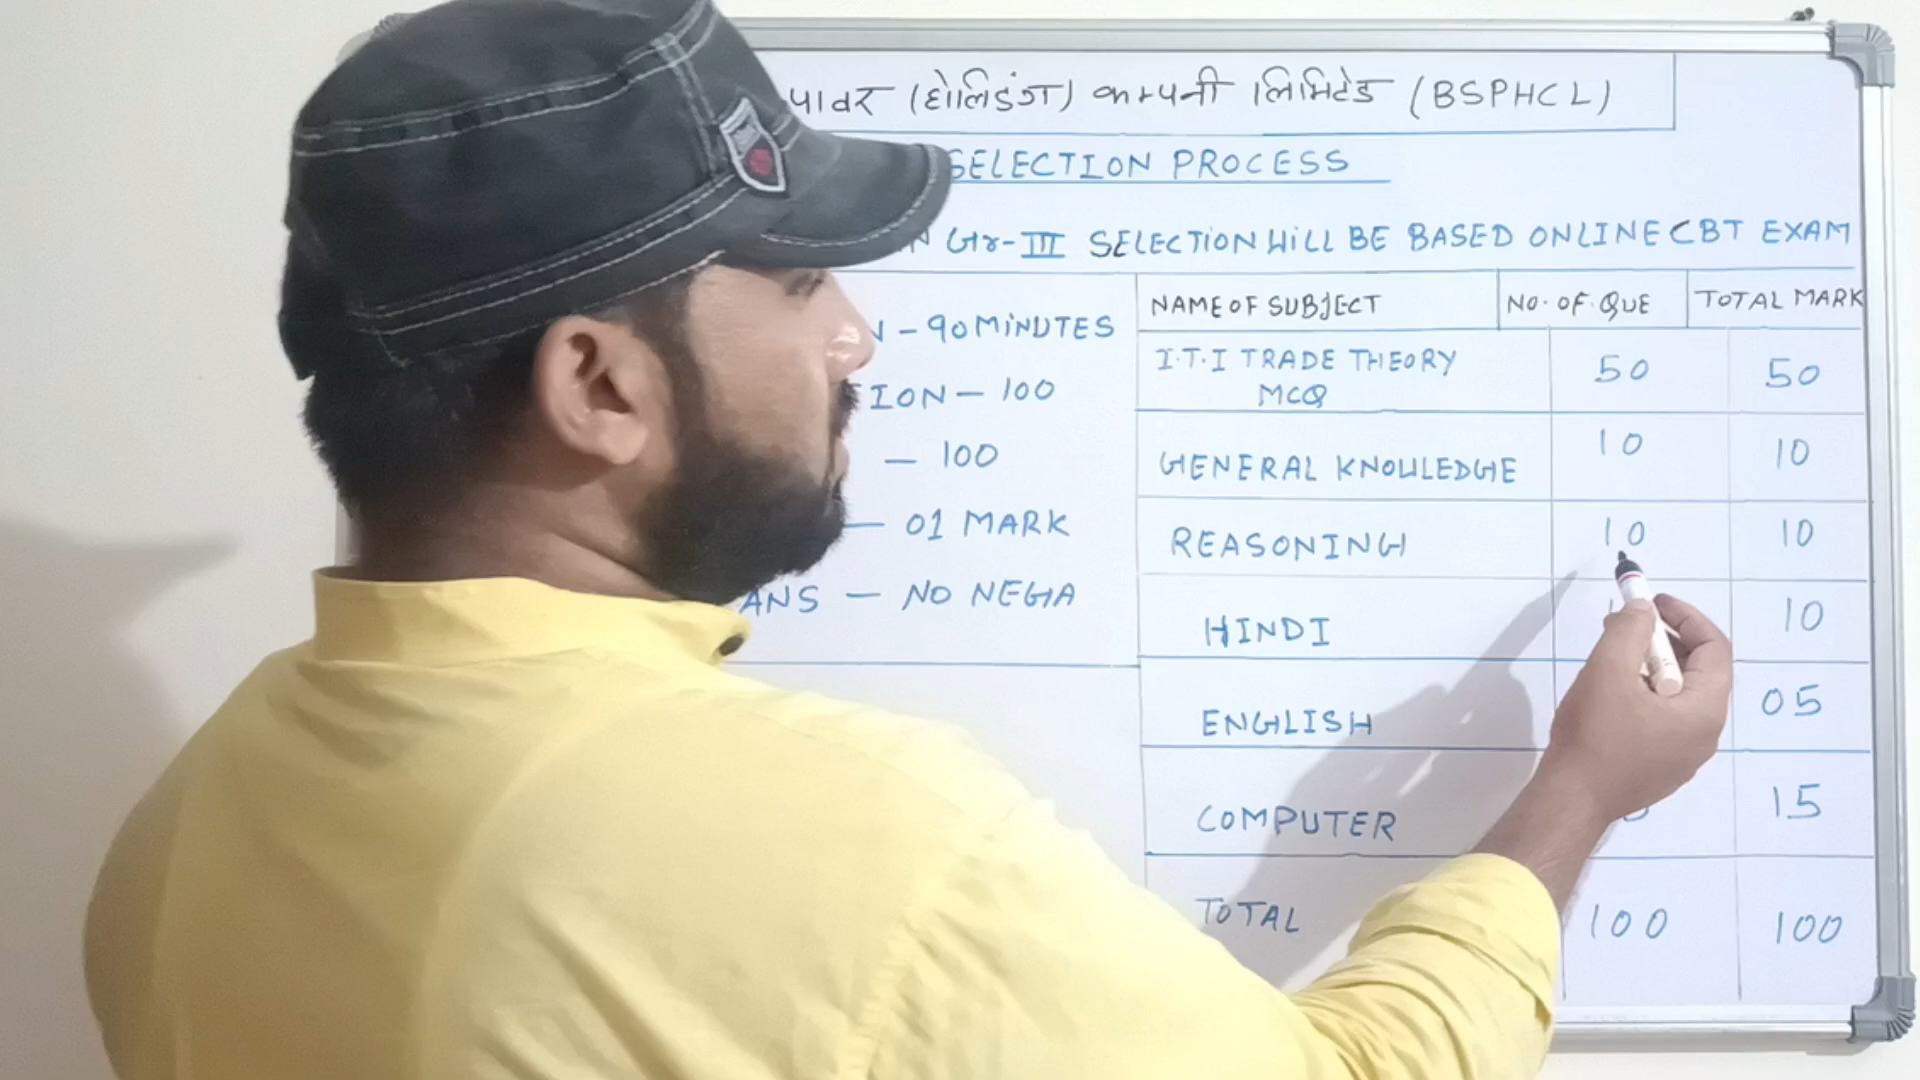 पावर (होलिडंग) कम्पनी लिमिटेड (BSPHCL)
SELECTION PROCESS
Gr-III SELECTION WILL BE BASED ONLINE CBT EXAM
- 90 MINUTES
TION - 100
- 100
- 01 MARK
ANS - NO NEGA
NAME OF SUBJECT NO. OF. QUE TOTAL MARK
I.T.I TRADE THEORY MCQ 50 50
GENERAL KNOWLEDGE 10 10
REASONING 10 10
HINDI 10
ENGLISH 05
COMPUTER 15
TOTAL 100 100